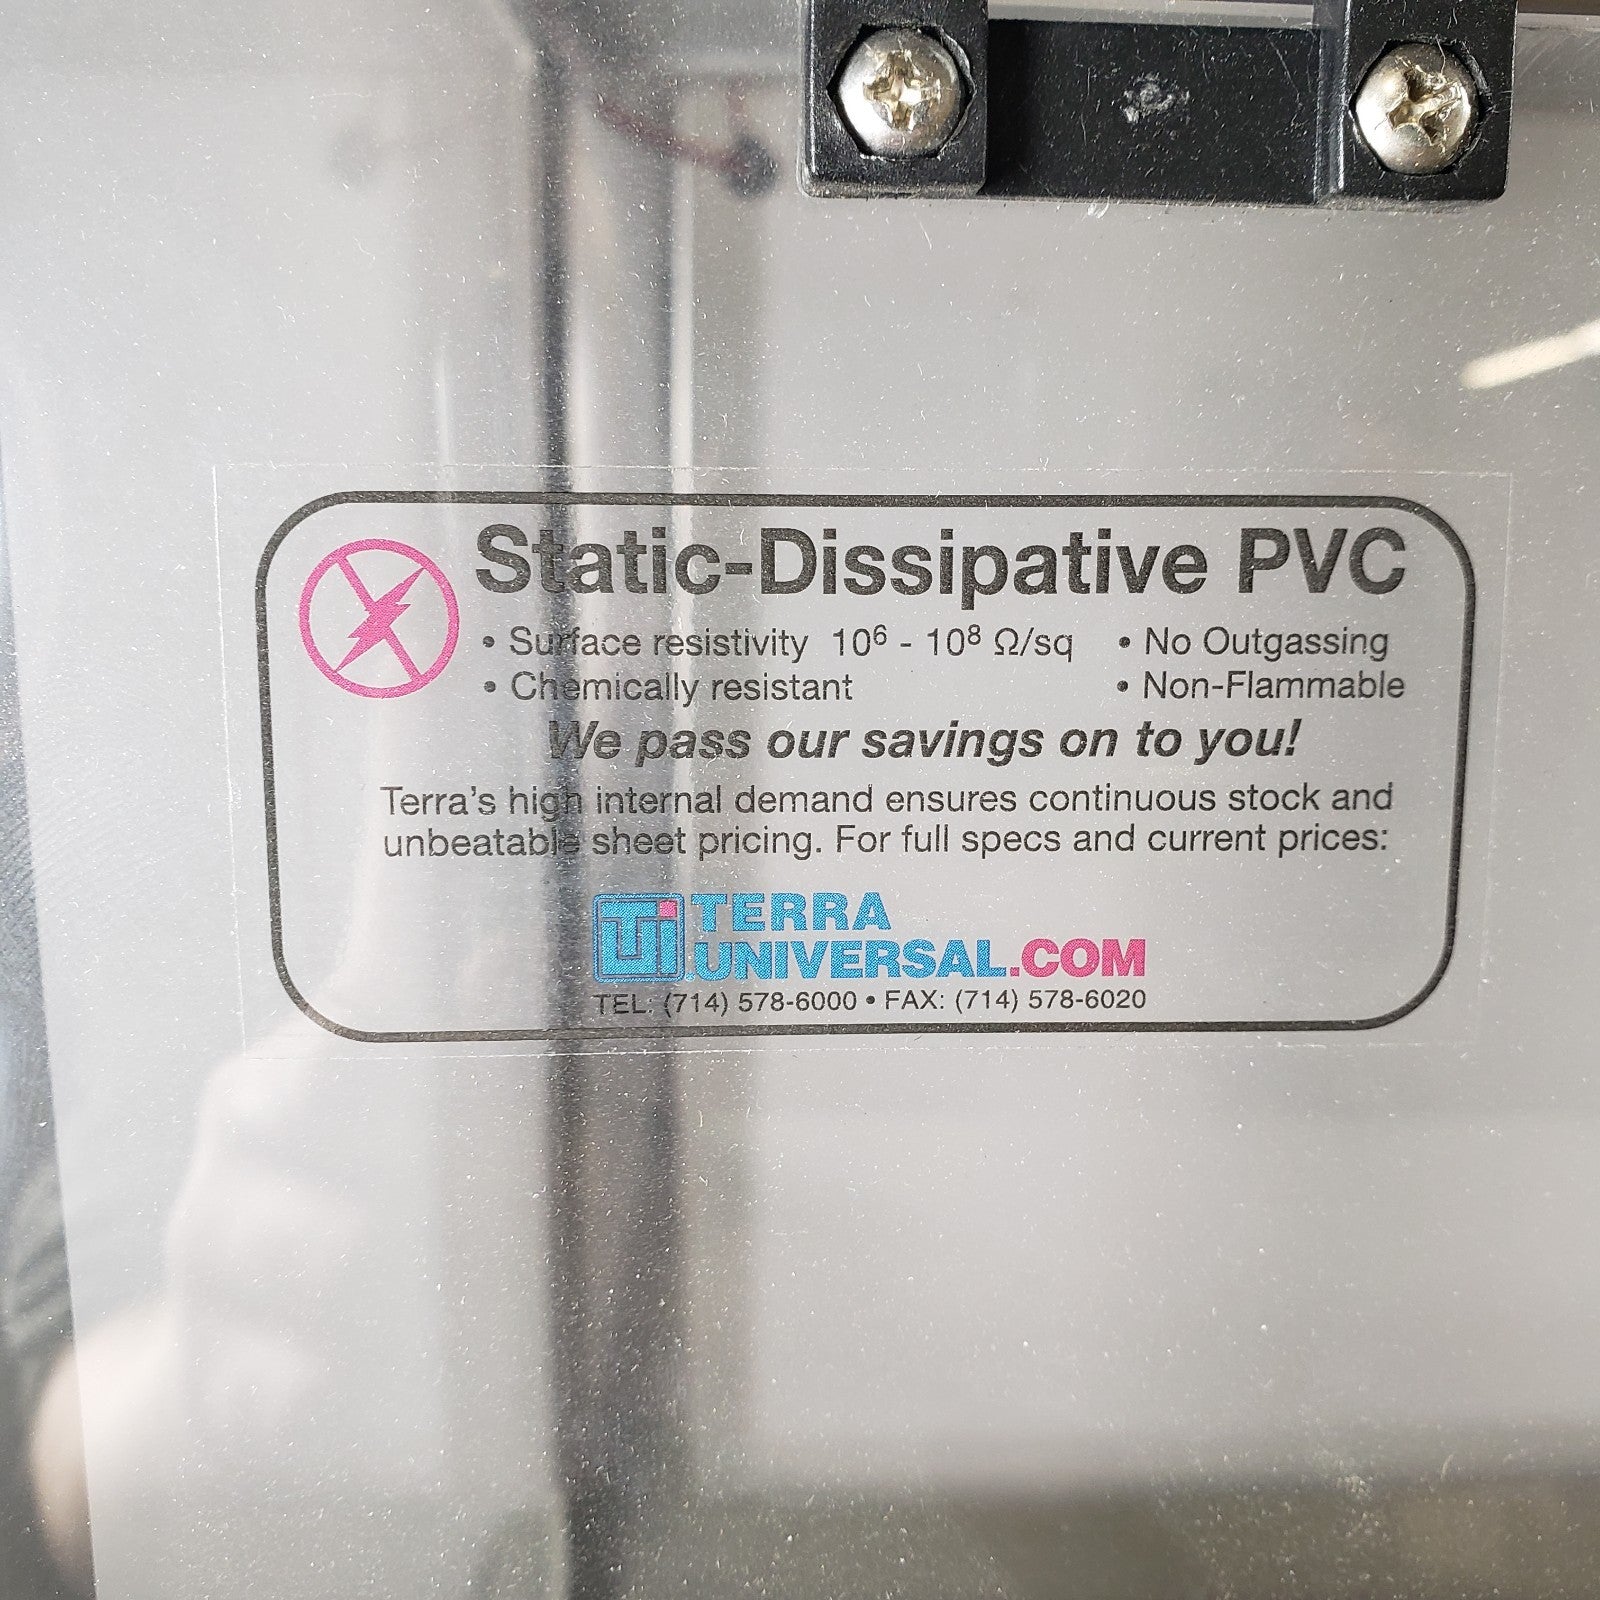 Static-Dissipative PVC
• Surface resistivity 10⁶ - 10⁸ Ω/sq • No Outgassing
• Chemically resistant • Non-Flammable
We pass our savings on to you!
Terra's high internal demand ensures continuous stock and
unbeatable sheet pricing. For full specs and current prices:
TERRA
UNIVERSAL.COM
TEL: (714) 578-6000 • FAX: (714) 578-6020